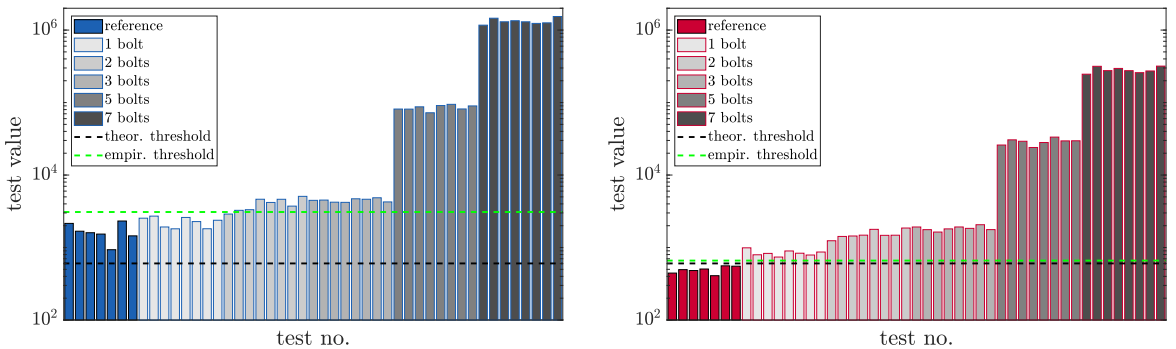 10^6
10^4
10^2
test value
test no.
reference
1 bolt
2 bolts
3 bolts
5 bolts
7 bolts
theor. threshold
empir. threshold
10^6
10^4
10^2
test value
test no.
reference
1 bolt
2 bolts
3 bolts
5 bolts
7 bolts
theor. threshold
empir. threshold